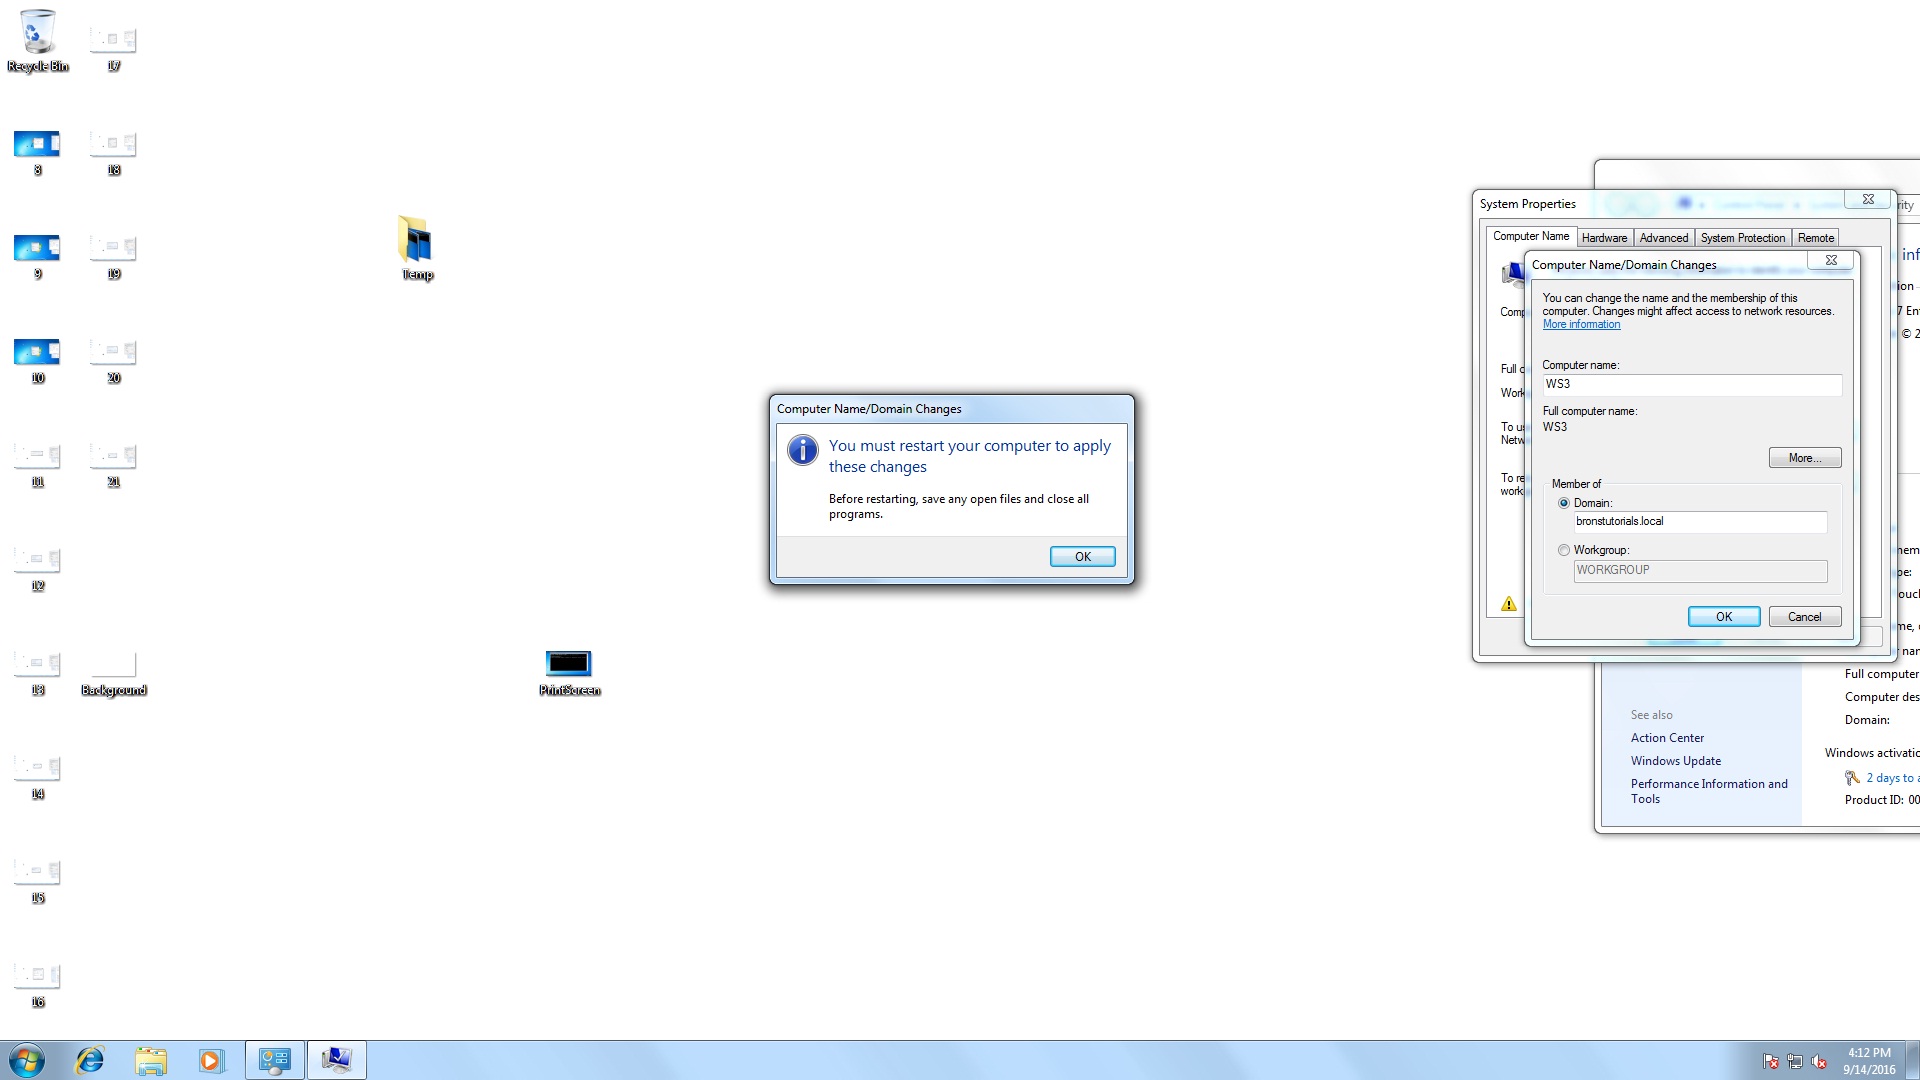 Recycle Bin
17
8
18
9
19
10
20
11
21
12
13
Background
14
15
16
Temp
PrintScreen
Computer Name/Domain Changes
You must restart your computer to apply
these changes
Before restarting, save any open files and close all
programs.
OK
System Properties
Computer Name
Hardware
Advanced
System Protection
Remote
Comp
Full c
Work
To us
Netw
To re
work
Computer Name/Domain Changes
You can change the name and the membership of this
computer. Changes might affect access to network resources.
More information
Computer name:
WS3
Full computer name:
WS3
More...
Member of
Domain:
bronstutorials.local
Workgroup:
WORKGROUP
OK
Cancel
rity
inf
ion
7 En
© 2
nem
pe:
ouch
me, 
nar
Full computer
Computer des
Domain:
Windows activatio
2 days to a
Product ID: 00
See also
Action Center
Windows Update
Performance Information and
Tools
4:12 PM
9/14/2016